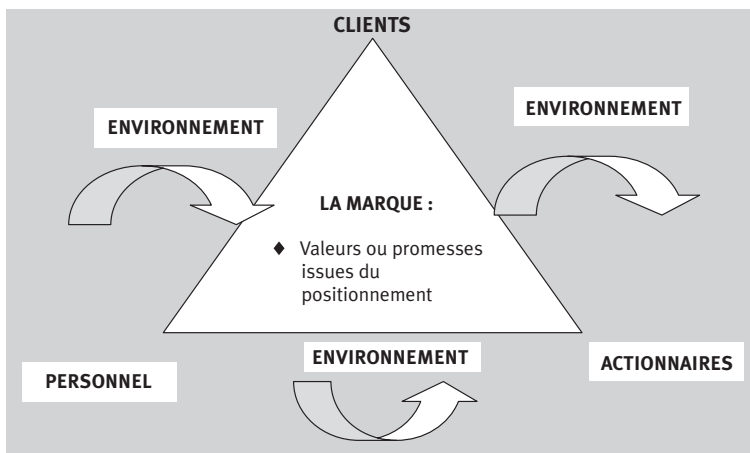 CLIENTS
ENVIRONNEMENT
ENVIRONNEMENT
LA MARQUE :
♦ Valeurs ou promesses
issues du
positionnement
ENVIRONNEMENT
PERSONNEL
ACTIONNAIRES